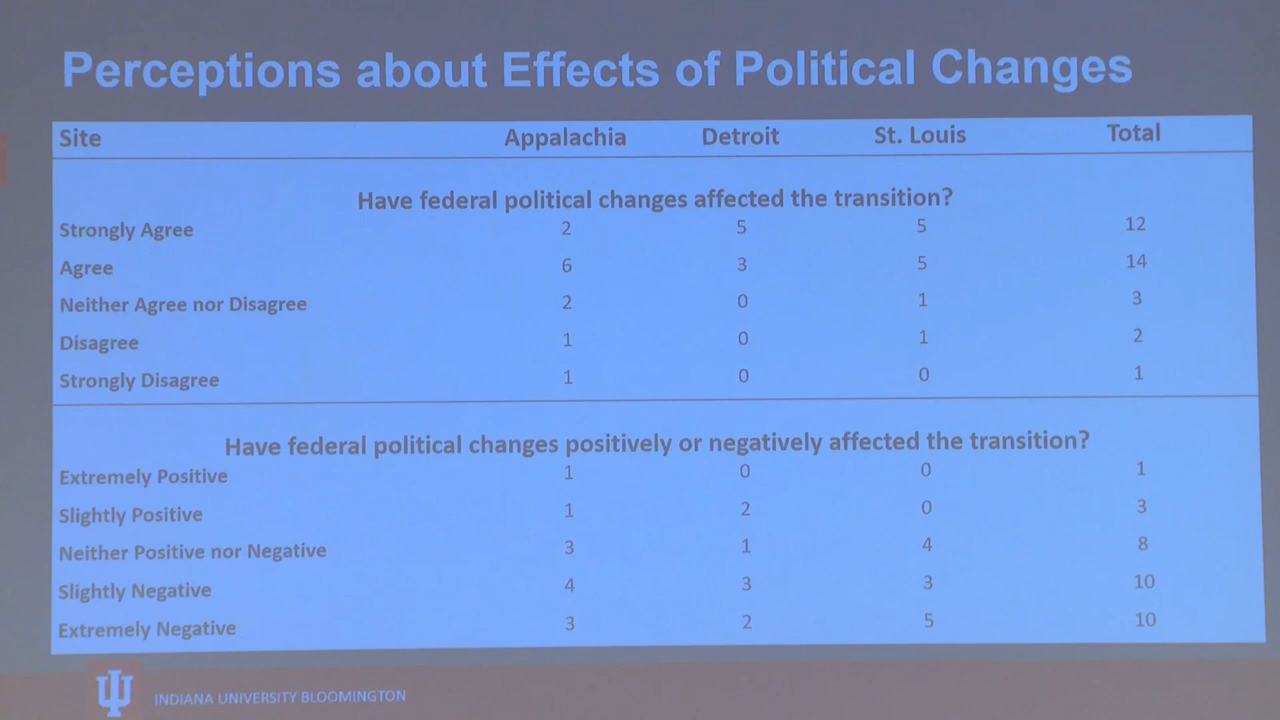 Perceptions about Effects of Political Changes
Site Appalachia Detroit St. Louis Total
Have federal political changes affected the transition?
Strongly Agree 2 5 5 12
Agree 6 3 5 14
Neither Agree nor Disagree 2 0 1 3
Disagree 1 0 1 2
Strongly Disagree 1 0 0 1
Have federal political changes positively or negatively affected the transition?
Extremely Positive 1 0 0 1
Slightly Positive 1 2 0 3
Neither Positive nor Negative 3 1 4 8
Slightly Negative 4 3 3 10
Extremely Negative 3 2 5 10
INDIANA UNIVERSITY BLOOMINGTON